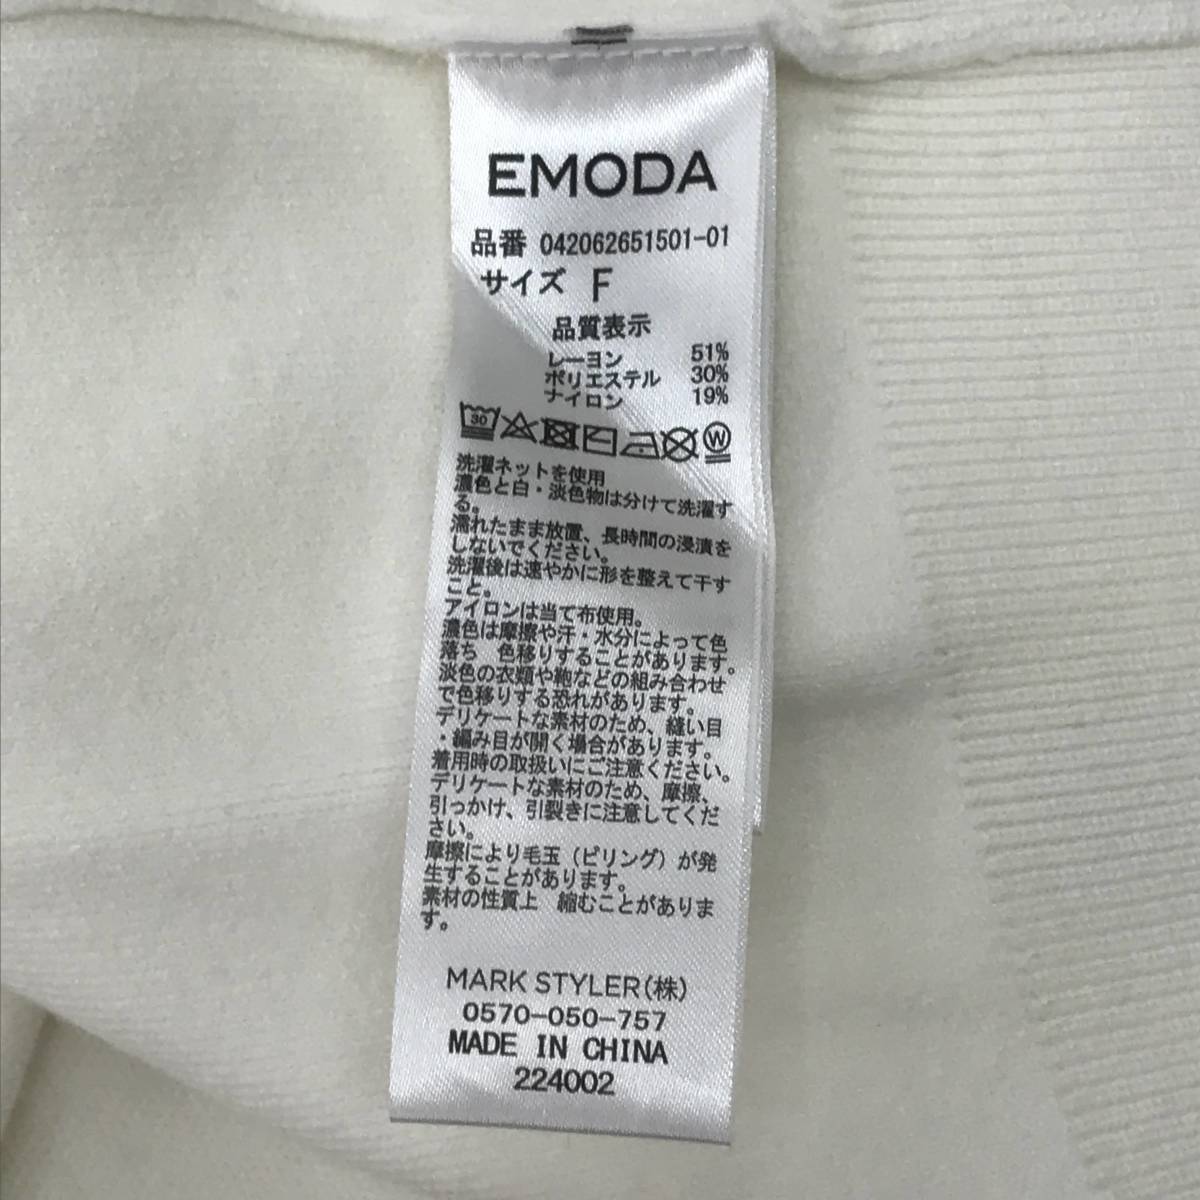 EMODA
品番 042062651501-01
サイズ F
品質表示
レーヨン 51%
ポリエステル 30%
ナイロン 19%
30 W
洗濯ネットを使用
濃色と白・淡色物は分けて洗濯す
る。
濡れたまま放置、長時間の浸漬を
しないでください。
洗濯後は速やかに形を整えて干す
こと。
アイロンは当て布使用。
濃色は摩擦や汗・水分によって色
落ち 色移りすることがあります。
淡色の衣類や鞄などの組み合わせ
で色移りする恐れがあります。
デリケートな素材のため、縫い目
・編み目が開く場合があります。
着用時の取扱いにご注意ください。
デリケートな素材のため、摩擦、
引っかけ、引裂きに注意してくだ
さい。
摩擦により毛玉（ピリング）が発
生することがあります。
素材の性質上 縮むことがありま
す。
MARK STYLER(株)
0570-050-757
MADE IN CHINA
224002